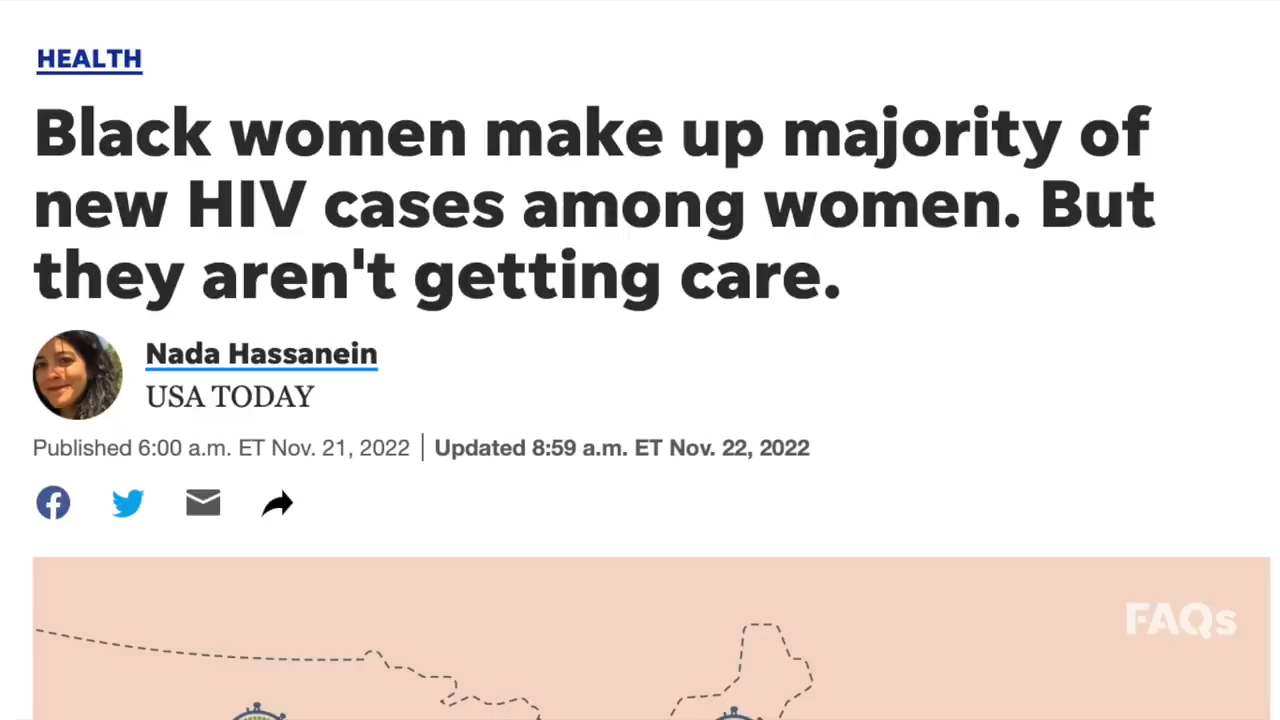 HEALTH
Black women make up majority of
new HIV cases among women. But
they aren't getting care.
Nada Hassanein
USA TODAY
Published 6:00 a.m. ET Nov. 21, 2022 | Updated 8:59 a.m. ET Nov. 22, 2022
FAQs